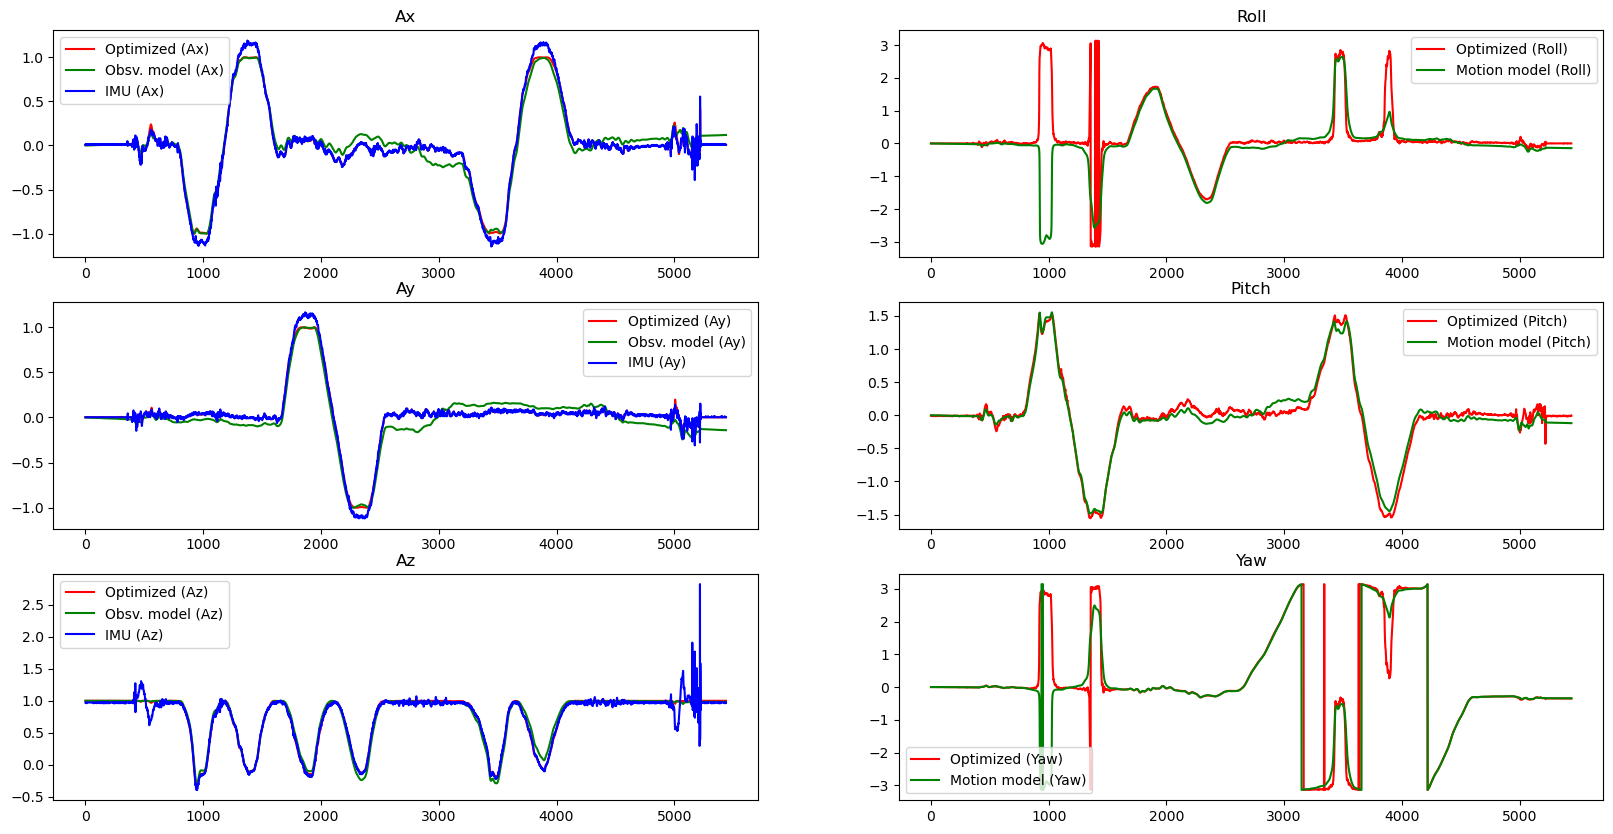 Ax
Optimized (Ax)
Obsv. model (Ax)
IMU (Ax)
1.0
0.5
0.0
−0.5
−1.0
0 1000 2000 3000 4000 5000
Roll
Optimized (Roll)
Motion model (Roll)
3
2
1
0
−1
−2
−3
0 1000 2000 3000 4000 5000
Ay
Optimized (Ay)
Obsv. model (Ay)
IMU (Ay)
1.0
0.5
0.0
−0.5
−1.0
0 1000 2000 3000 4000 5000
Pitch
Optimized (Pitch)
Motion model (Pitch)
1.5
1.0
0.5
0.0
−0.5
−1.0
−1.5
0 1000 2000 3000 4000 5000
Az
Optimized (Az)
Obsv. model (Az)
IMU (Az)
2.5
2.0
1.5
1.0
0.5
0.0
−0.5
0 1000 2000 3000 4000 5000
Yaw
3
2
1
0
−1
−2
−3
Optimized (Yaw)
Motion model (Yaw)
0 1000 2000 3000 4000 5000